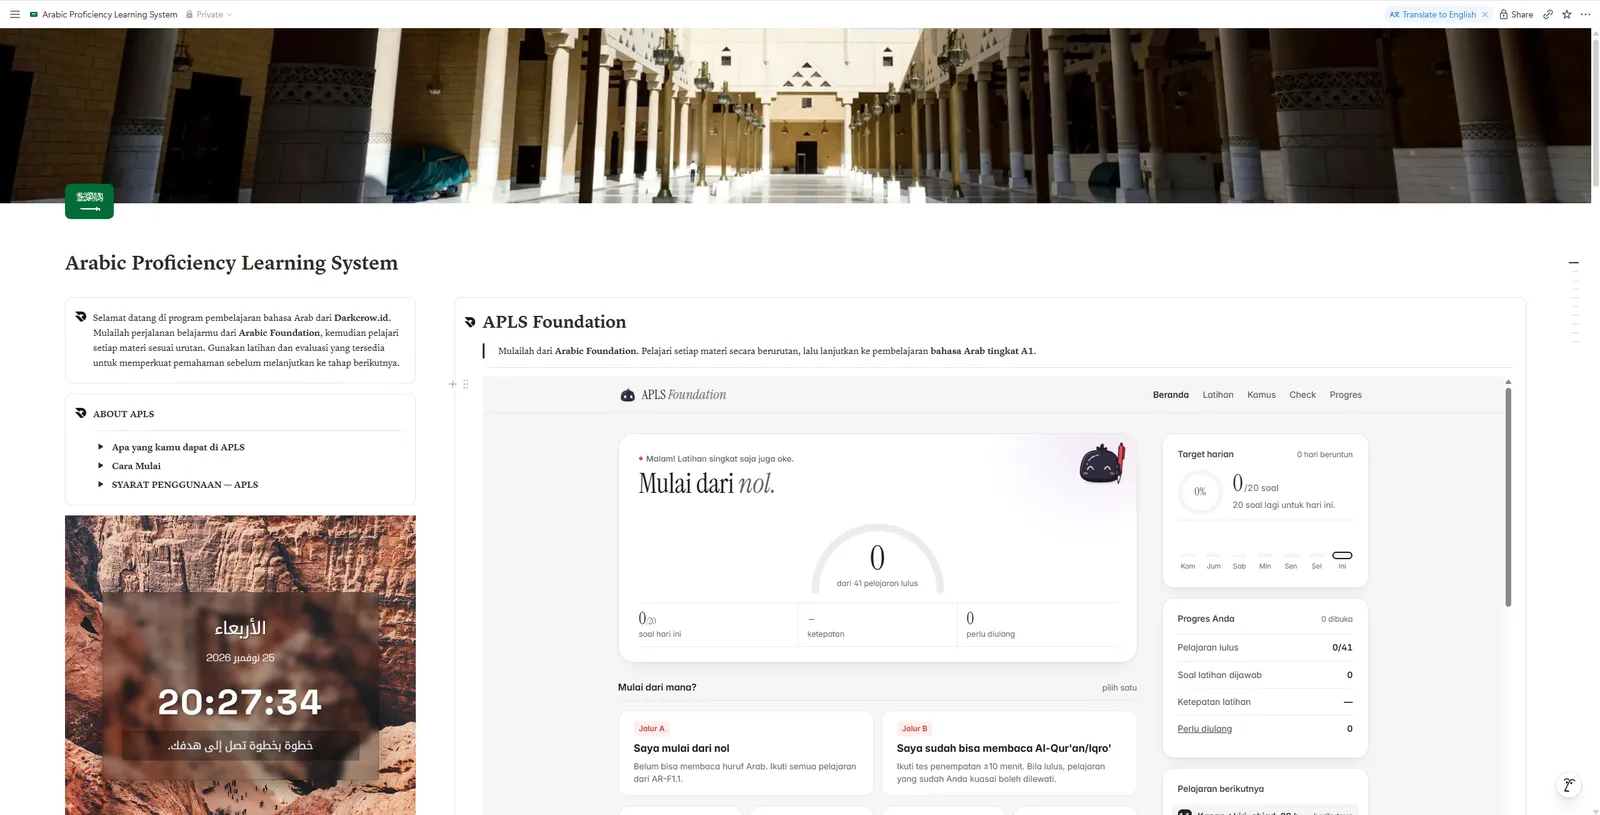 Arabic Proficiency Learning System
Private
Translate to English
Share
Arabic Proficiency Learning System
Selamat datang di program pembelajaran bahasa Arab dari Darkcrow.id.
Mulailah perjalanan belajarmu dari Arabic Foundation, kemudian pelajari
setiap materi sesuai urutan. Gunakan latihan dan evaluasi yang tersedia
untuk memperkuat pemahaman sebelum melanjutkan ke tahap berikutnya.
ABOUT APLS
Apa yang kamu dapat di APLS
Cara Mulai
SYARAT PENGGUNAAN — APLS
الأربعاء
25 نوفمبر 2026
20:27:34
خطوة بخطوة تصل إلى هدفك.
APLS Foundation
Mulailah dari Arabic Foundation. Pelajari setiap materi secara berurutan, lalu lanjutkan ke pembelajaran bahasa Arab tingkat A1.
APLS Foundation
Beranda
Latihan
Kamus
Check
Progres
Malam! Latihan singkat saja juga oke.
Mulai dari nol.
0
dari 41 pelajaran lulus
0/20
soal hari ini
–
ketepatan
0
perlu diulang
Mulai dari mana?
pilih satu
Jalur A
Saya mulai dari nol
Belum bisa membaca huruf Arab. Ikuti semua pelajaran
dari AR-F1.1.
Jalur B
Saya sudah bisa membaca Al-Qur'an/Iqro'
Ikuti tes penempatan ±10 menit. Bila lulus, pelajaran
yang sudah Anda kuasai boleh dilewati.
Target harian
0 hari beruntun
0%
0/20 soal
20 soal lagi untuk hari ini.
Kam
Jum
Sab
Min
Sen
Sel
Ini
Progres Anda
0 dibuka
Pelajaran lulus
0/41
Soal latihan dijawab
0
Ketepatan latihan
—
Perlu diulang
0
Pelajaran berikutnya